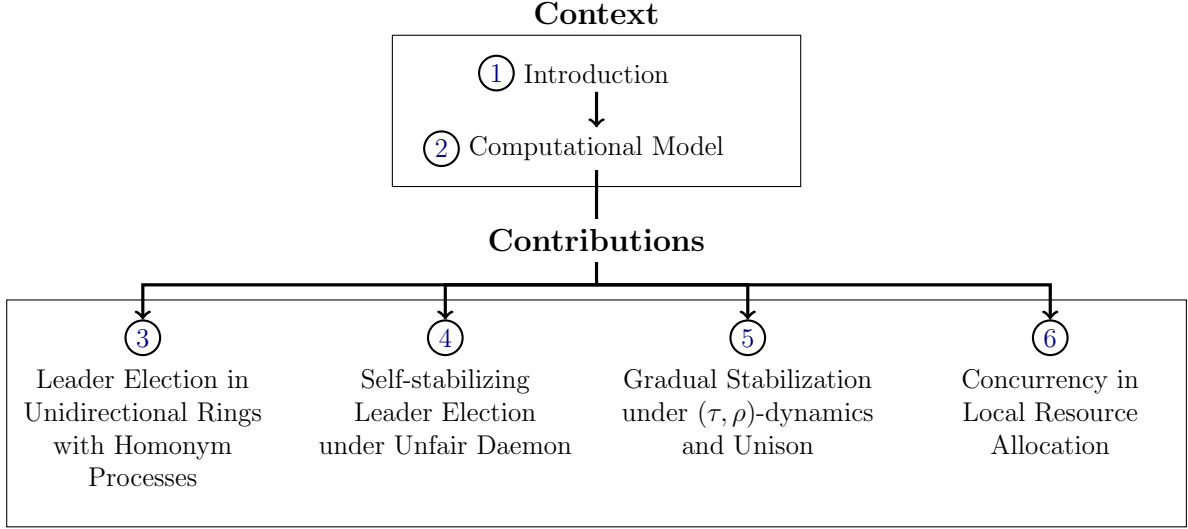 Context
1 Introduction
2 Computational Model
Contributions
3
Leader Election in
Unidirectional Rings
with Homonym
Processes
4
Self-stabilizing
Leader Election
under Unfair Daemon
5
Gradual Stabilization
under (τ, ρ)-dynamics
and Unison
6
Concurrency in
Local Resource
Allocation